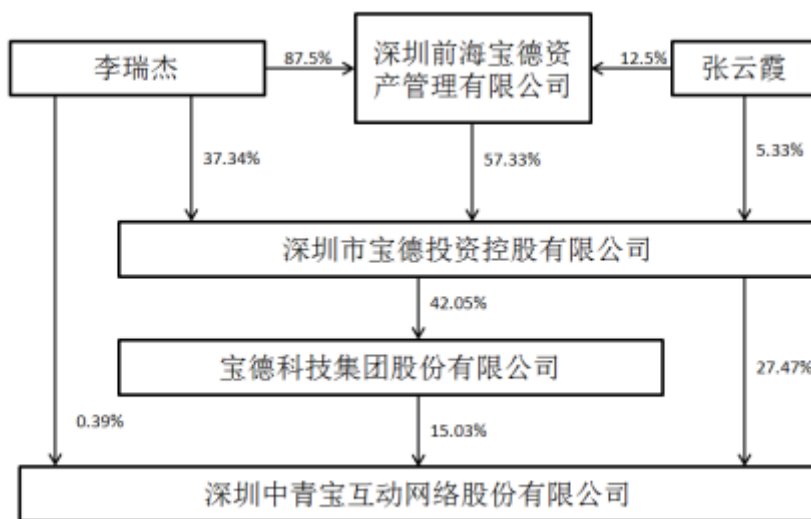 李瑞杰
87.5%
深圳前海宝德资
产管理有限公司
12.5%
张云霞
37.34%
57.33%
5.33%
深圳市宝德投资控股有限公司
42.05%
宝德科技集团股份有限公司
27.47%
0.39%
15.03%
深圳中青宝互动网络股份有限公司